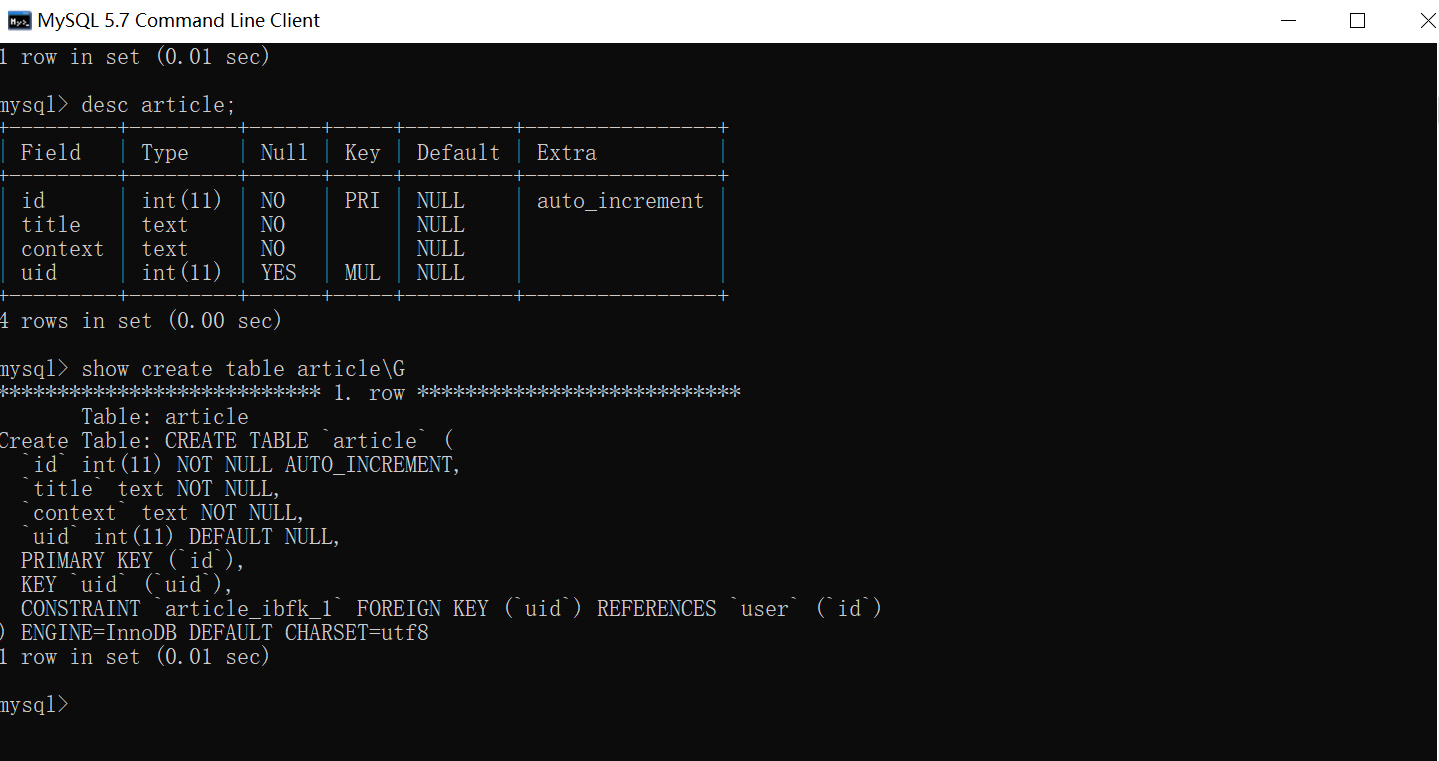 MySQL 5.7 Command Line Client
1 row in set (0.01 sec)
mysql> desc article;
+---------+---------+------+-----+---------+----------------+
| Field   | Type    | Null | Key | Default | Extra          |
+---------+---------+------+-----+---------+----------------+
| id      | int(11) | NO   | PRI | NULL    | auto_increment |
| title   | text    | NO   |     | NULL    |                |
| context | text    | NO   |     | NULL    |                |
| uid     | int(11) | YES  | MUL | NULL    |                |
+---------+---------+------+-----+---------+----------------+
4 rows in set (0.00 sec)
mysql> show create table article\G
*************************** 1. row ***************************
       Table: article
Create Table: CREATE TABLE `article` (
  `id` int(11) NOT NULL AUTO_INCREMENT,
  `title` text NOT NULL,
  `context` text NOT NULL,
  `uid` int(11) DEFAULT NULL,
  PRIMARY KEY (`id`),
  KEY `uid` (`uid`),
  CONSTRAINT `article_ibfk_1` FOREIGN KEY (`uid`) REFERENCES `user` (`id`)
) ENGINE=InnoDB DEFAULT CHARSET=utf8
1 row in set (0.01 sec)
mysql>